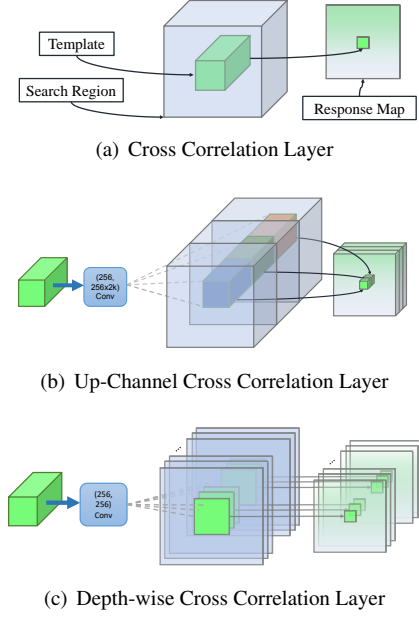 Template
Search Region
Response Map
(a) Cross Correlation Layer
(256,
256x2k)
Conv
(b) Up-Channel Cross Correlation Layer
...
(256,
256)
Conv
...
(c) Depth-wise Cross Correlation Layer